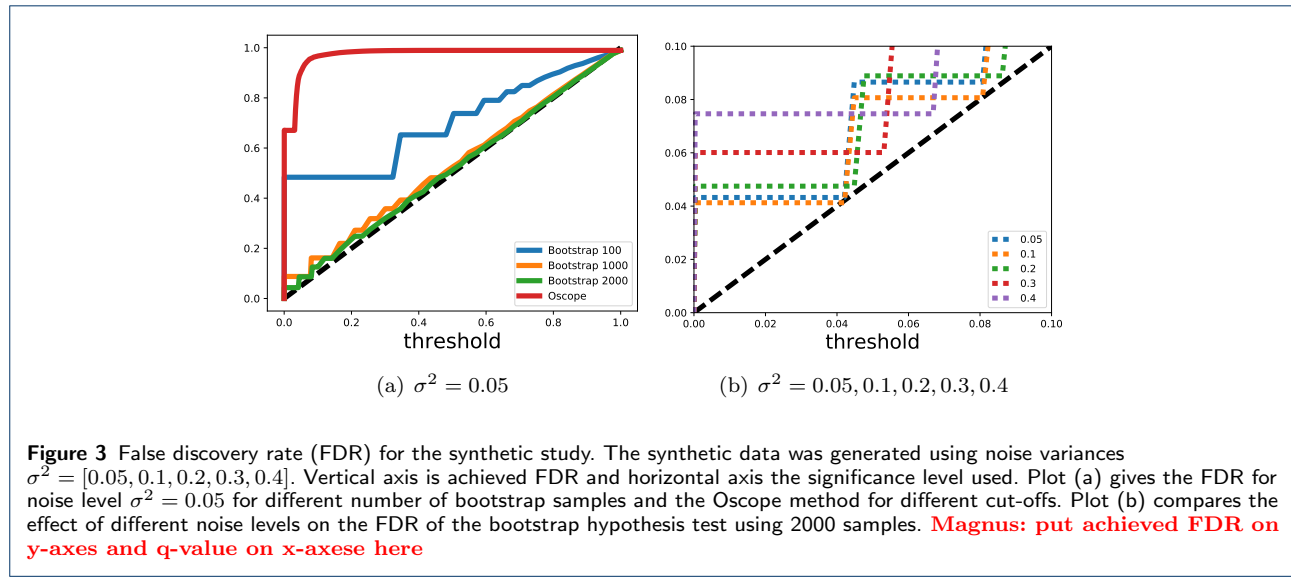 1.0
0.8
0.6
0.4
0.2
0.0
0.0 0.2 0.4 0.6 0.8 1.0
threshold
Bootstrap 100
Bootstrap 1000
Bootstrap 2000
Oscope
(a) σ² = 0.05
0.10
0.08
0.06
0.04
0.02
0.00
0.00 0.02 0.04 0.06 0.08 0.10
threshold
0.05
0.1
0.2
0.3
0.4
(b) σ² = 0.05, 0.1, 0.2, 0.3, 0.4
Figure 3 False discovery rate (FDR) for the synthetic study. The synthetic data was generated using noise variances
σ² = [0.05, 0.1, 0.2, 0.3, 0.4]. Vertical axis is achieved FDR and horizontal axis the significance level used. Plot (a) gives the FDR for
noise level σ² = 0.05 for different number of bootstrap samples and the Oscope method for different cut-offs. Plot (b) compares the
effect of different noise levels on the FDR of the bootstrap hypothesis test using 2000 samples. Magnus: put achieved FDR on
y-axes and q-value on x-axese here